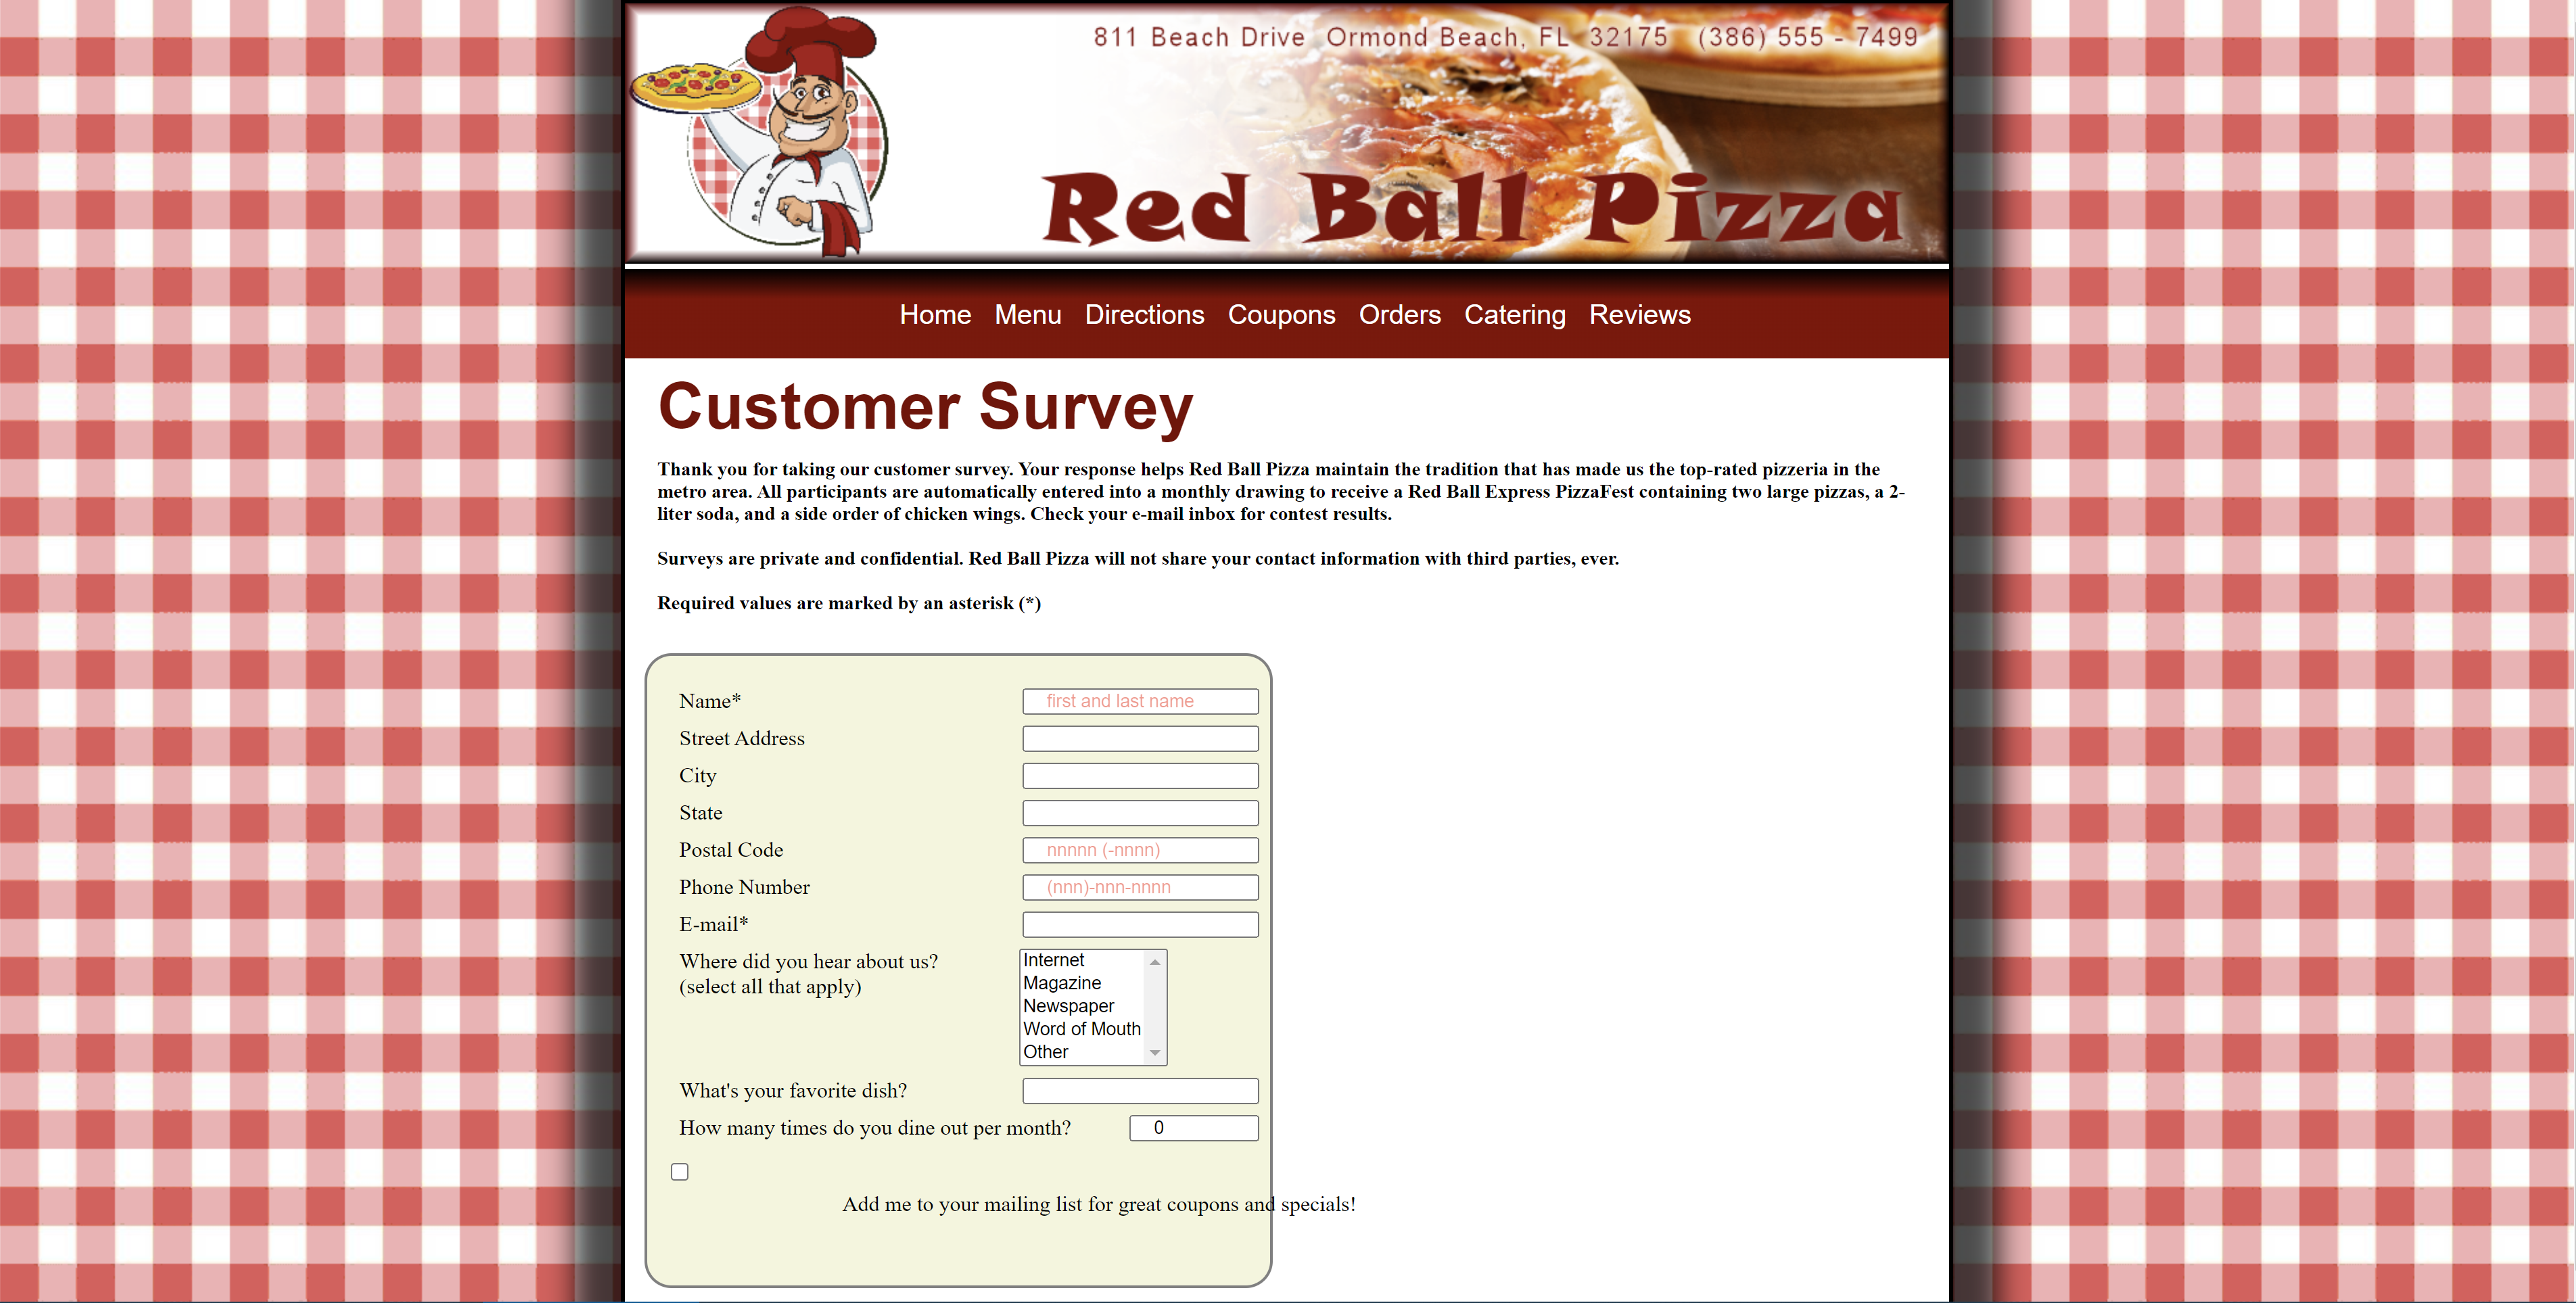 811 Beach Drive Ormond Beach, FL 32175 (386) 555 - 7499
Red Ball Pizza
Home Menu Directions Coupons Orders Catering Reviews
Customer Survey
Thank you for taking our customer survey. Your response helps Red Ball Pizza maintain the tradition that has made us the top-rated pizzeria in the
metro area. All participants are automatically entered into a monthly drawing to receive a Red Ball Express PizzaFest containing two large pizzas, a 2-
liter soda, and a side order of chicken wings. Check your e-mail inbox for contest results.
Surveys are private and confidential. Red Ball Pizza will not share your contact information with third parties, ever.
Required values are marked by an asterisk (*)
Name* first and last name
Street Address
City
State
Postal Code nnnnn (-nnnn)
Phone Number (nnn)-nnn-nnnn
E-mail*
Where did you hear about us?
(select all that apply)
Internet
Magazine
Newspaper
Word of Mouth
Other
What's your favorite dish?
How many times do you dine out per month? 0
Add me to your mailing list for great coupons and specials!